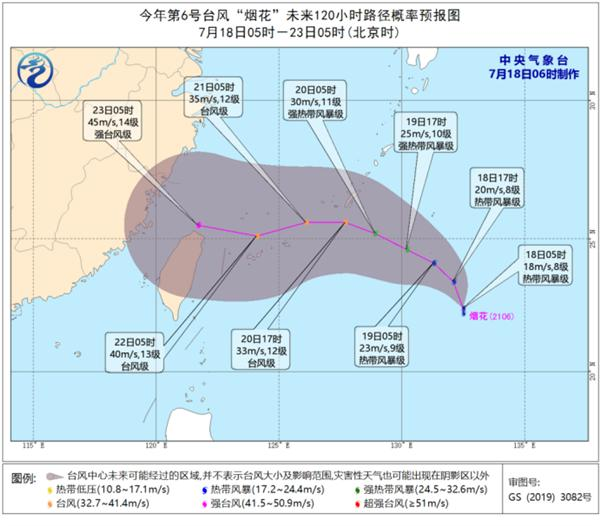 今年第6号台风“烟花”未来120小时路径概率预报图
7月18日05时—23日05时(北京时)
中央气象台
7月18日06时制作
21日05时
35m/s,12级
台风级
20日05时
30m/s,11级
强热带风暴级
23日05时
45m/s,14级
强台风级
19日17时
25m/s,10级
强热带风暴级
18日17时
20m/s,8级
热带风暴级
18日05时
18m/s,8级
热带风暴级
烟花(2106)
22日05时
40m/s,13级
台风级
20日17时
33m/s,12级
台风级
19日05时
23m/s,9级
热带风暴级
30°N
25°N
20°N
115°E
120°E
125°E
130°E
135°E
图例:
台风中心未来可能经过的区域,并不表示台风大小及影响范围,灾害性天气也可能出现在阴影区以外
热带低压(10.8~17.1m/s)
热带风暴(17.2~24.4m/s)
强热带风暴(24.5~32.6m/s)
台风(32.7~41.4m/s)
强台风(41.5~50.9m/s)
超强台风(≥51m/s)
审图号:
GS (2019) 3082号